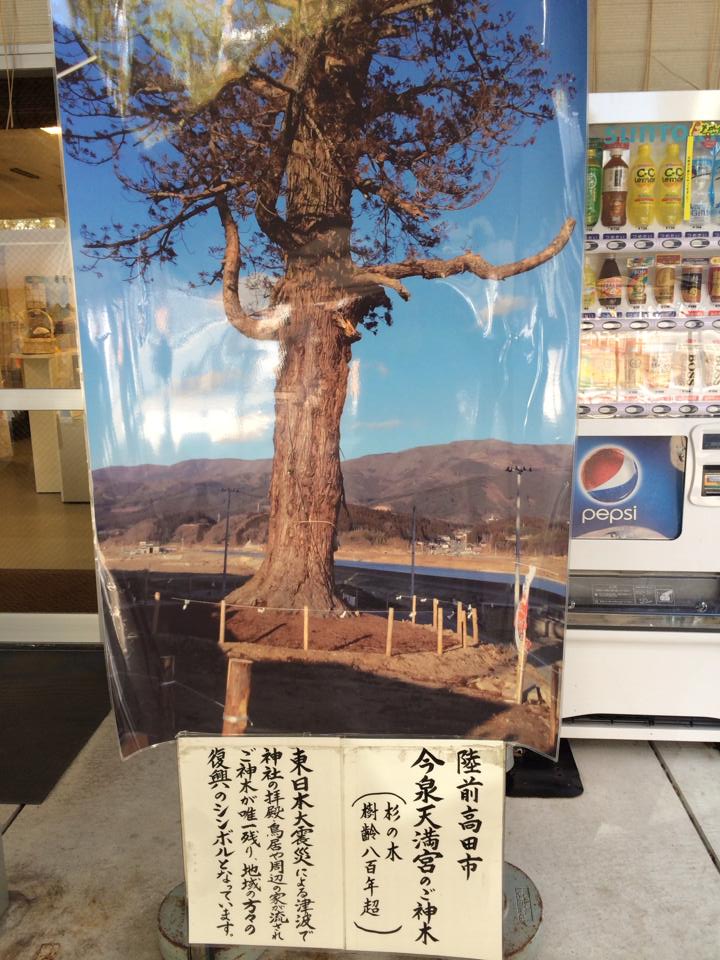 陸前高田市
今泉天満宮のご神木
杉の木
(樹齢八百年超)
東日本大震災による津波で
神社の拝殿・鳥居や周辺の家が流され
ご神木が唯一残り、地域の方々の
復興のシンボルとなっています。
SUNTO
C.C.
Lemon
C.C.
Lemon
BOSS
pepsi